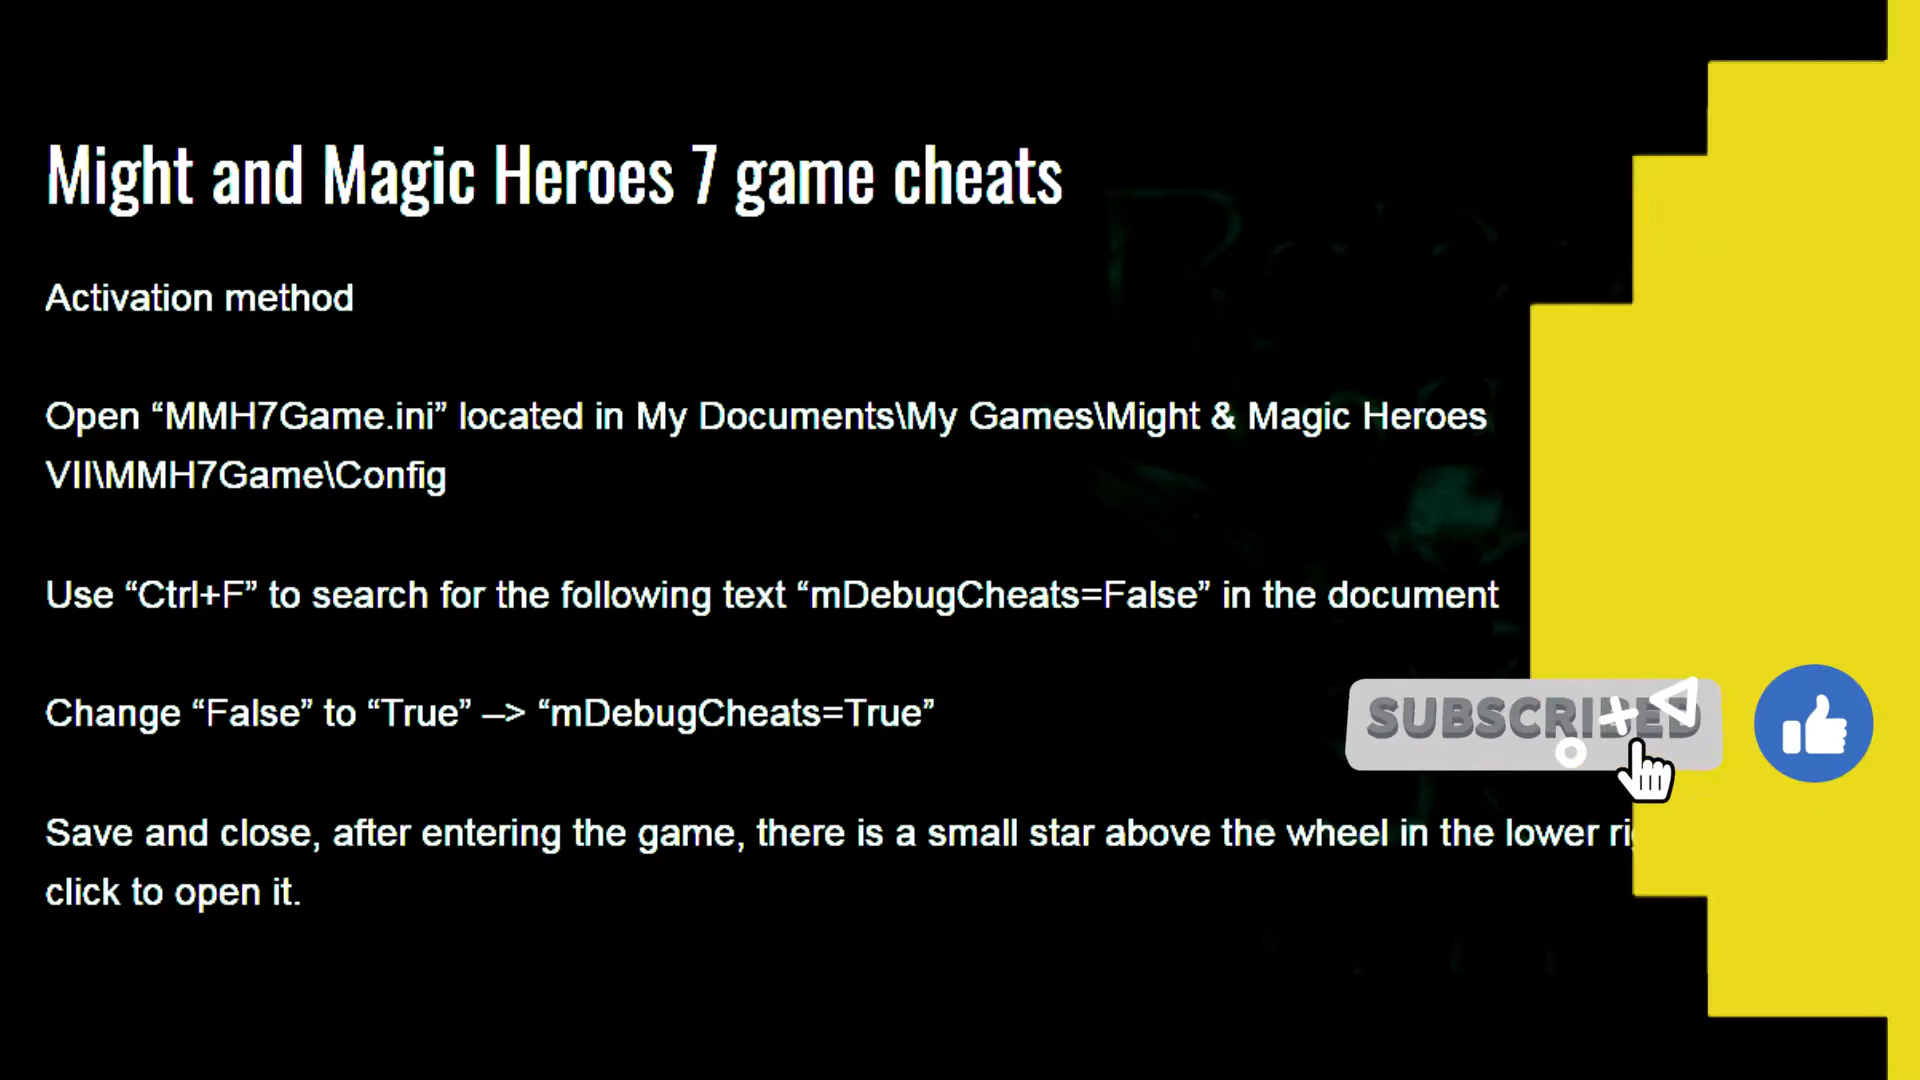 Might and Magic Heroes 7 game cheats
Activation method
Open “MMH7Game.ini” located in My Documents\My Games\Might & Magic Heroes
VII\MMH7Game\Config
Use “Ctrl+F” to search for the following text “mDebugCheats=False” in the document
Change “False” to “True” –> “mDebugCheats=True”
SUBSCRIBED
Save and close, after entering the game, there is a small star above the wheel in the lower
click to open it.